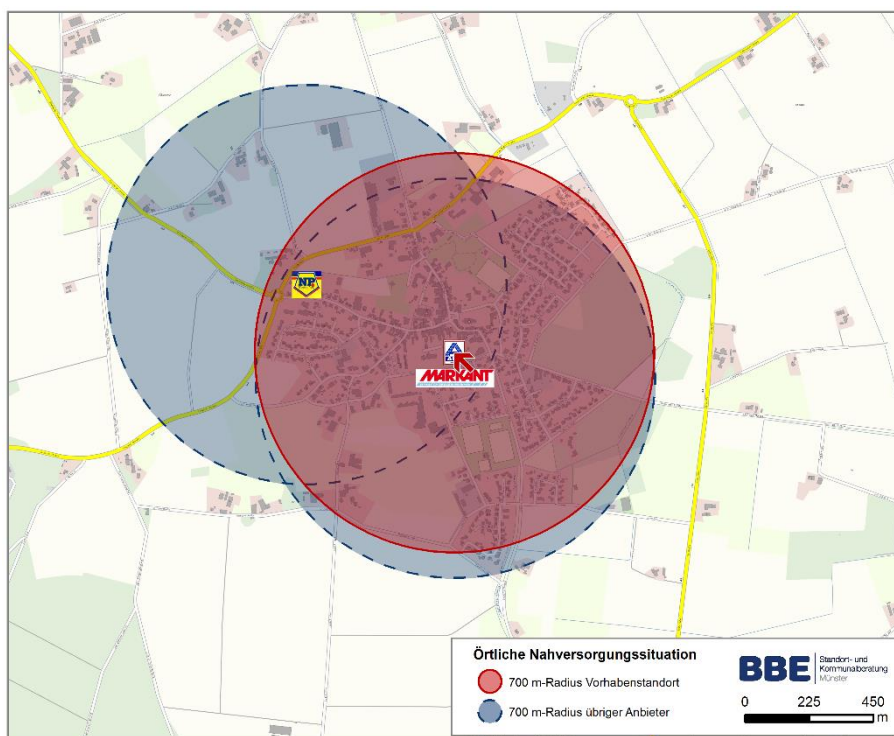 NP
MARKANT
Örtliche Nahversorgungssituation
700 m-Radius Vorhabenstandort
700 m-Radius übriger Anbieter
BBE
Standort- und
Kommunalberatung
Münster
0 225 450
m